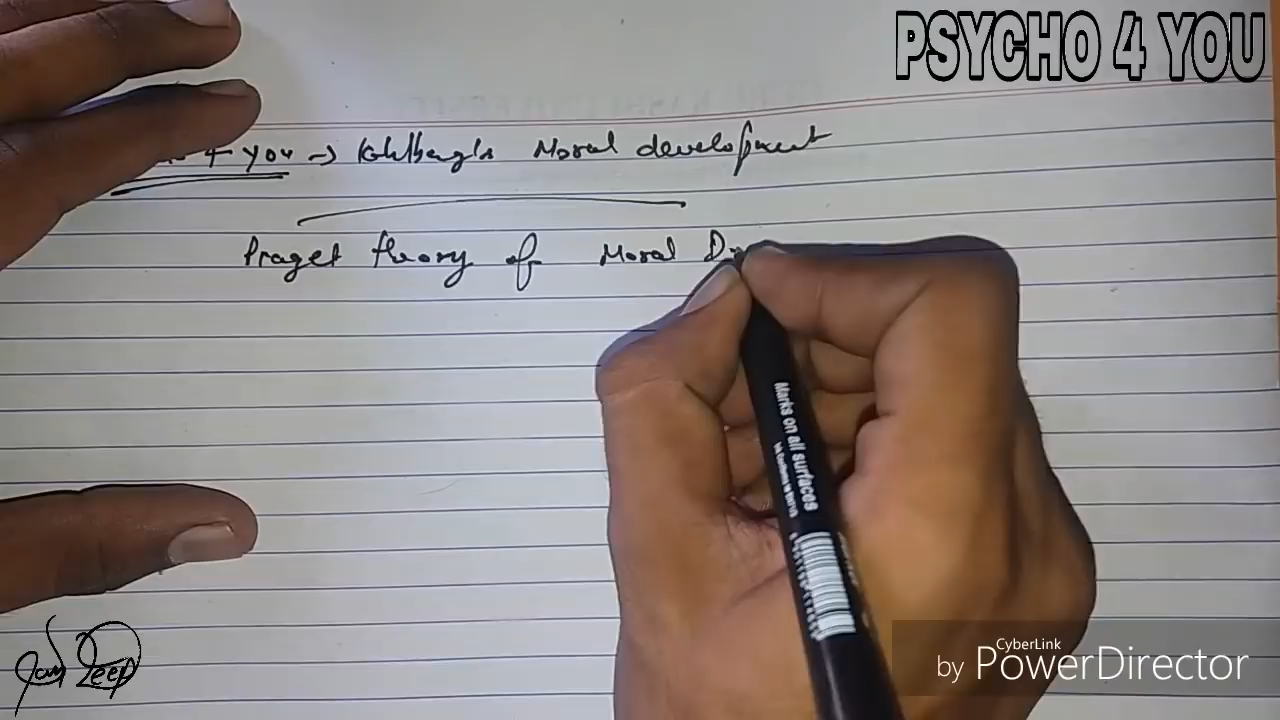 PSYCHO 4 YOU
4 you → Kohlberg's Moral development
Piaget theory of Moral D
Marks on all surfaces
CyberLink
by PowerDirector